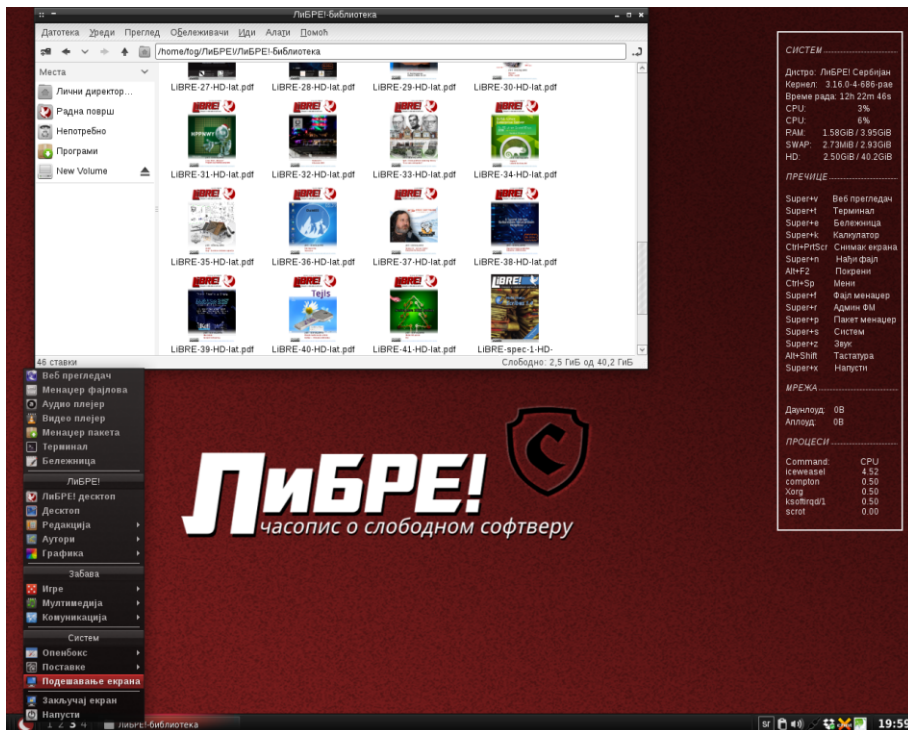 ЛиБРЕ!-библиотека
Датотека Уреди Преглед Обележивачи Иди Алати Помоћ
/home/fog/ЛиБРЕ!/ЛиБРЕ!-библиотека
Места
Лични директор...
Радна површ
Непотребно
Програми
New Volume
LiBRE-27-HD-lat.pdf LiBRE-28-HD-lat.pdf LiBRE-29-HD-lat.pdf LiBRE-30-HD-lat.pdf
LiBRE-31-HD-lat.pdf LiBRE-32-HD-lat.pdf LiBRE-33-HD-lat.pdf LiBRE-34-HD-lat.pdf
LiBRE-35-HD-lat.pdf LiBRE-36-HD-lat.pdf LiBRE-37-HD-lat.pdf LiBRE-38-HD-lat.pdf
LiBRE-39-HD-lat.pdf LiBRE-40-HD-lat.pdf LiBRE-41-HD-lat.pdf LiBRE-spec-1-HD-
46 ставки Слободно: 2,5 ГиБ од 40,2 ГиБ
Веб прегледач
Менаџер фајлова
Аудио плејер
Видео плејер
Менаџер пакета
Терминал
Бележница
ЛиБРЕ!
ЛиБРЕ! десктоп
Десктоп
Редакција
Аутори
Графика
Забава
Игре
Мултимедија
Комуникација
Систем
Опенбокс
Поставке
Подешавање екрана
Закључај екран
Напусти
ЛиБРЕ!
часопис о слободном софтверу
СИСТЕМ
Дистро: ЛиБРЕ! Сербијан
Кернел: 3.16.0-4-686-pae
Време рада: 12h 22m 46s
CPU: 3%
CPU: 6%
РАМ: 1.58GiB / 3.95GiB
SWAP: 2.73MiB / 2.93GiB
HD: 2.50GiB / 40.2GiB
ПРЕЧИЦЕ
Super+v Веб прегледач
Super+t Терминал
Super+e Бележница
Super+k Калкулатор
Ctrl+PrtScr Снимак екрана
Super+n Нађи фајл
Alt+F2 Покрени
Ctrl+Sp Мени
Super+f Фајл менаџер
Super+r Админ ФМ
Super+p Пакет менаџер
Super+s Систем
Super+z Звук
Alt+Shift Тастатура
Super+x Напусти
МРЕЖА
Даунлоуд: 0B
Аплоуд: 0B
ПРОЦЕСИ
Command: CPU
iceweasel 4.52
compton 0.50
Xorg 0.50
ksoftirqd/1 0.50
scrot 0.00
1 2 3 4 ЛиБРЕ!-библиотека sr 19:59